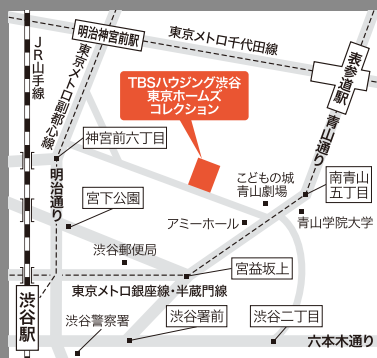 東京メトロ千代田線
明治神宮前駅
JR山手線
東京メトロ副都心線
表参道駅
TBSハウジング渋谷
東京ホームズ
コレクション
青山通り
神宮前六丁目
明治通り
こどもの城
青山劇場
南青山
五丁目
宮下公園
アミーホール
青山学院大学
渋谷郵便局
宮益坂上
東京メトロ銀座線・半蔵門線
渋谷駅
渋谷警察署
渋谷署前
渋谷二丁目
六本木通り